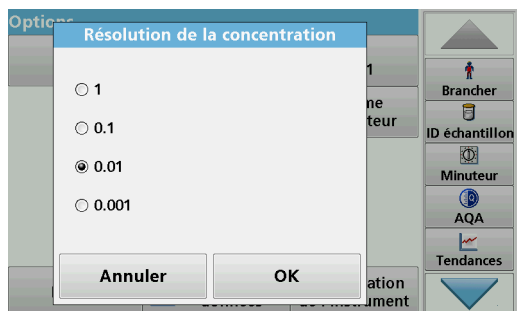 Options
Résolution de la concentration
1
0.1
0.01
0.001
Annuler
OK
1
Brancher
ID échantillon
Minuteur
AQA
Tendances